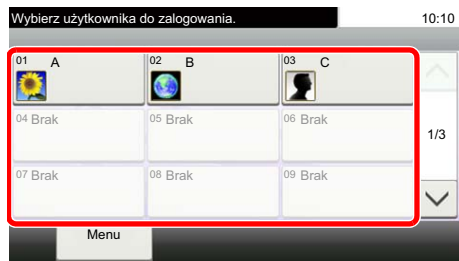 Wybierz użytkownika do zalogowania. 10:10
01 A 02 B 03 C
04 Brak 05 Brak 06 Brak
1/3
07 Brak 08 Brak 09 Brak
Menu